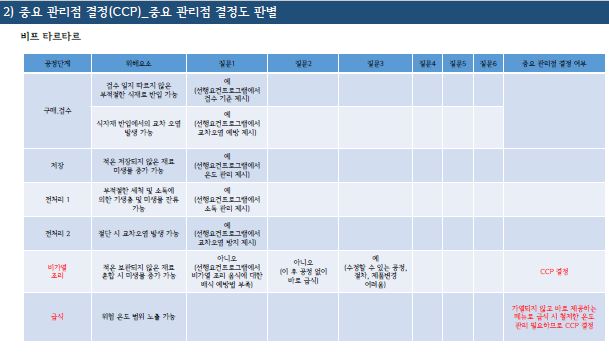 2) 중요 관리점 결정(CCP)_중요 관리점 결정도 판별
비프 타르타르
공정단계 위해요소 질문1 질문2 질문3 질문4 질문5 질문6 중요 관리점 결정 여부
구매,검수
검수 일지 따르지 않은
부적절한 식재료 반입 가능
예
(선행요건프로그램에서
검수 기준 제시)
식자재 반입에서의 교차 오염
발생 가능
예
(선행요건프로그램에서
교차오염 예방 제시)
저장
적온 저장되지 않은 재료
미생물 증가 가능
예
(선행요건프로그램에서
온도 관리 제시)
전처리 1
부적절한 세척 및 소독에
의한 기생충 및 미생물 잔류
가능
예
(선행요건프로그램에서
소독 관리 제시)
전처리 2
절단 시 교차오염 발생 가능
예
(선행요건프로그램에서
교차오염 방지 제시)
비가열
조리
적온 보관되지 않은 재료
혼합 시 미생물 증가 가능
아니오
(선행요건프로그램에서
비가열 조리 음식에 대한
배식 예방법 부족)
아니오
(이 후 공정 없이
바로 급식)
예
(수정할 수 있는 공정,
절차, 제품변경
어려움)
CCP 결정
급식
위험 온도 범위 노출 가능
가열되지 않고 바로 제공하는
메뉴로 급식 시 철저한 온도
관리 필요하므로 CCP 결정